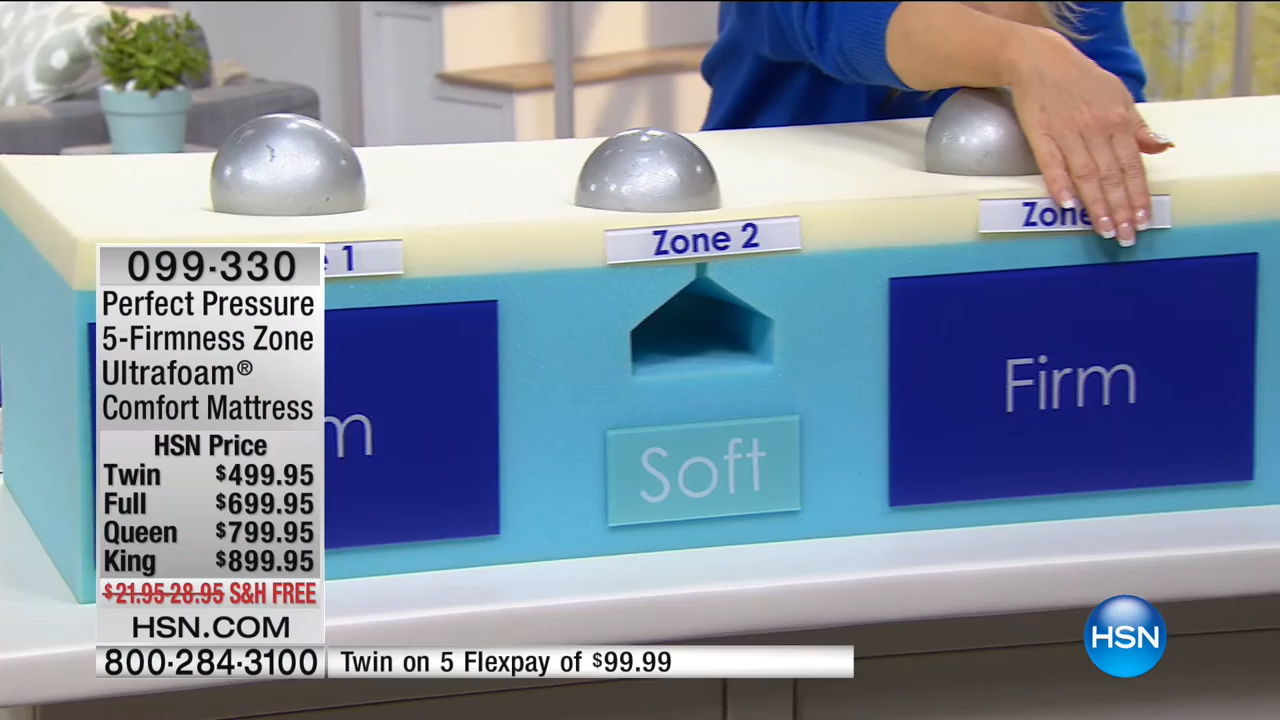 099-330
Perfect Pressure
5-Firmness Zone
Ultrafoam®
Comfort Mattress
HSN Price
Twin $499.95
Full $699.95
Queen $799.95
King $899.95
$21.95-28.95 S&H FREE
HSN.COM
800-284-3100
Twin on 5 Flexpay of $99.99
1
Zone 2
Zone
m
Soft
Firm
HSN